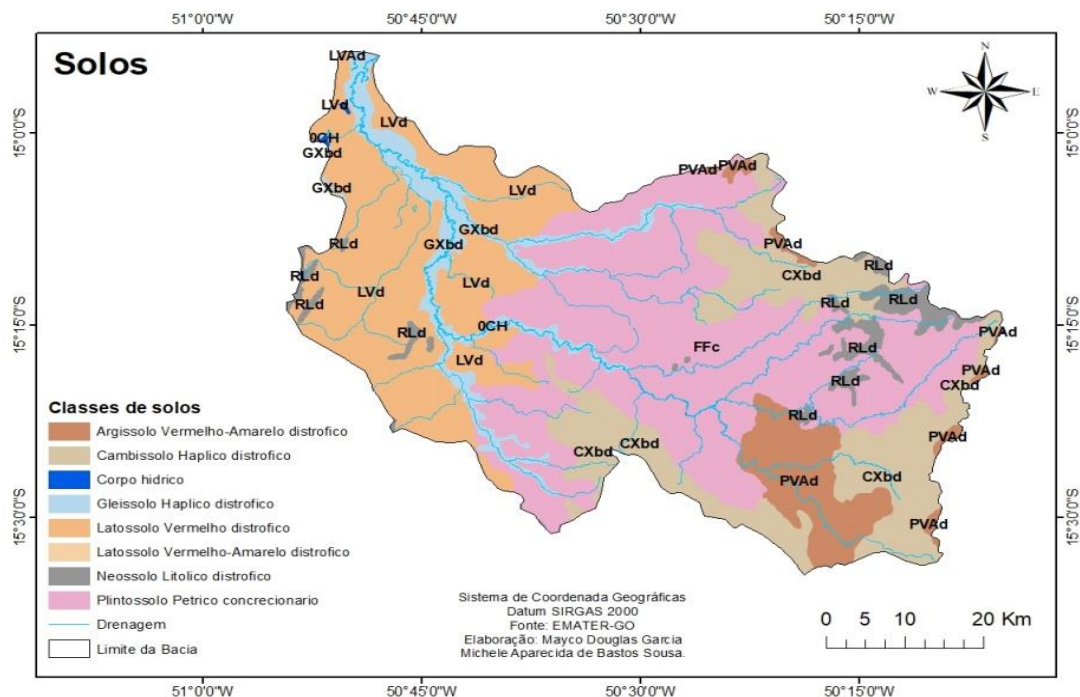 51°0'0"W 50°45'0"W 50°30'0"W 50°15'0"W
Solos
N
W E
S
15°0'0"S
15°15'0"S
15°30'0"S
15°0'0"S
15°15'0"S
15°30'0"S
LVAd
LVd
LVd
0CH
GXbd
GXbd
LVd
PVAd
PVAd
GXbd
GXbd
RLd
PVAd
RLd
CXbd
RLd
LVd
LVd
RLd
RLd
RLd
0CH
RLd
PVAd
LVd
FFc
RLd
RLd
PVAd
CXbd
RLd
CXbd
CXbd
PVAd
PVAd
CXbd
PVAd
Classes de solos
Argissolo Vermelho-Amarelo distrofico
Cambissolo Haplico distrofico
Corpo hidrico
Gleissolo Haplico distrofico
Latossolo Vermelho distrofico
Latossolo Vermelho-Amarelo distrofico
Neossolo Litolico distrofico
Plintossolo Petrico concrecionario
Drenagem
Limite da Bacia
Sistema de Coordenada Geográficas
Datum SIRGAS 2000
Fonte: EMATER-GO
Elaboração: Mayco Douglas Garcia
Michele Aparecida de Bastos Sousa.
0 5 10 20 Km
51°0'0"W 50°45'0"W 50°30'0"W 50°15'0"W